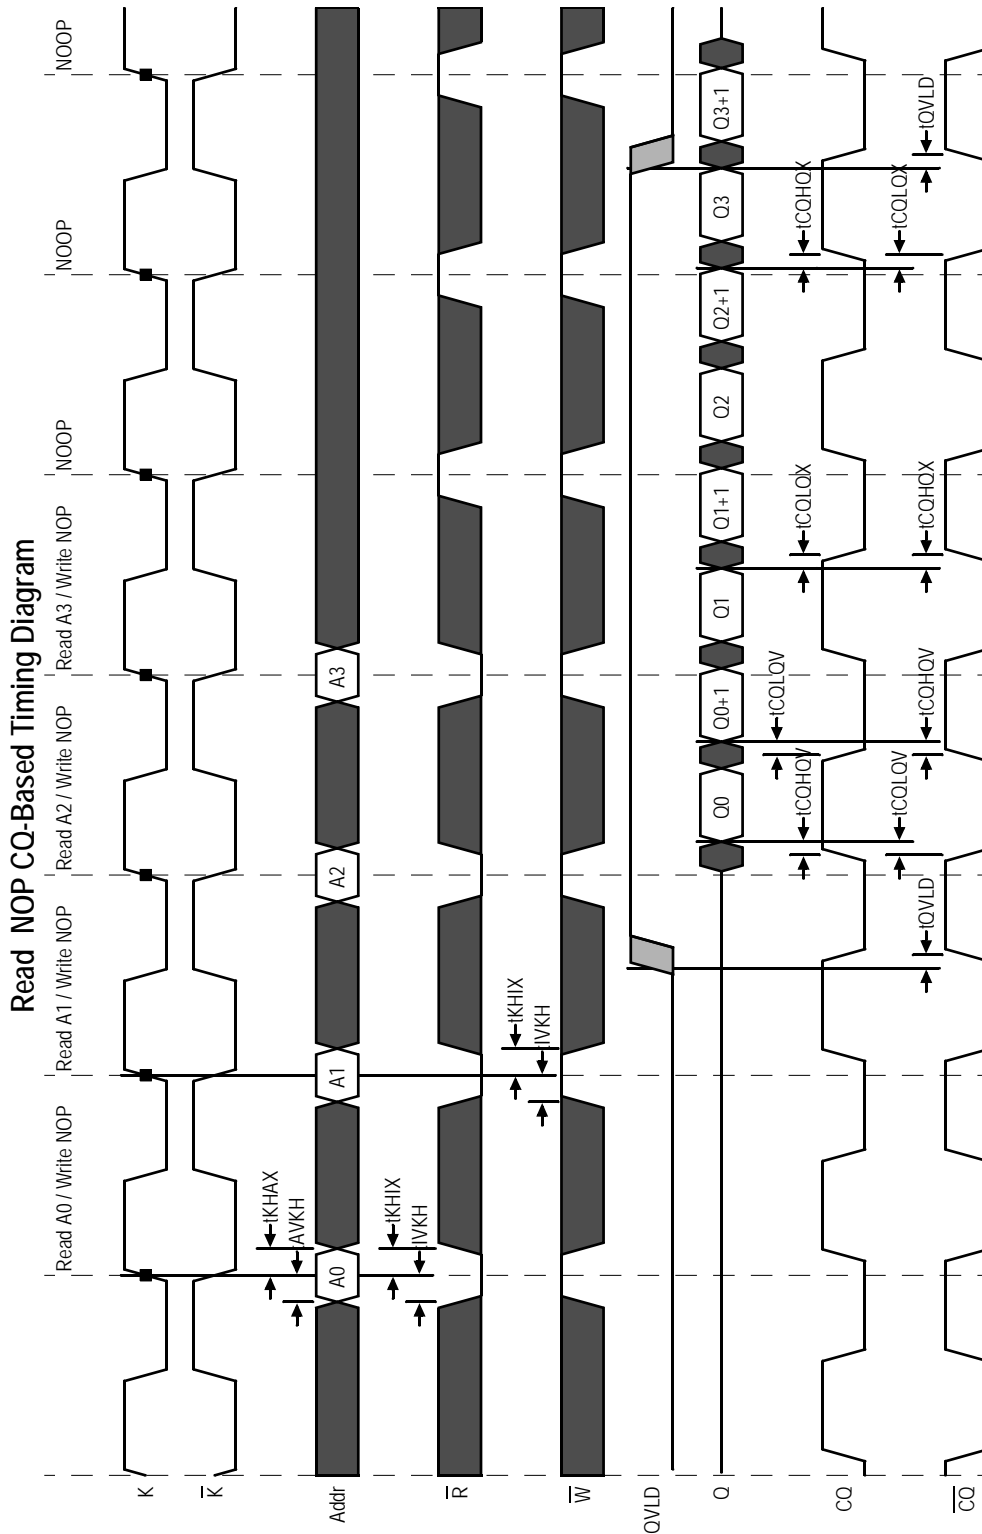 Read NOP CQ-Based Timing Diagram
Read A0 / Write NOP
Read A1 / Write NOP
Read A2 / Write NOP
Read A3 / Write NOP
NOOP
NOOP
NOOP
K
K
tKHAX
tAVKH
Addr
A0
A1
A2
A3
tKHIX
tIVKH
R
tKHIX
tIVKH
W
QVLD
Q
Q0
Q0+1
Q1
Q1+1
Q2
Q2+1
Q3
Q3+1
tCQLQV
tCQHQV
tCQLQX
tCQHQX
CQ
tCQLQV
tCQLQX
tQVLD
tCQHQV
tCQHQX
tQVLD
CQ